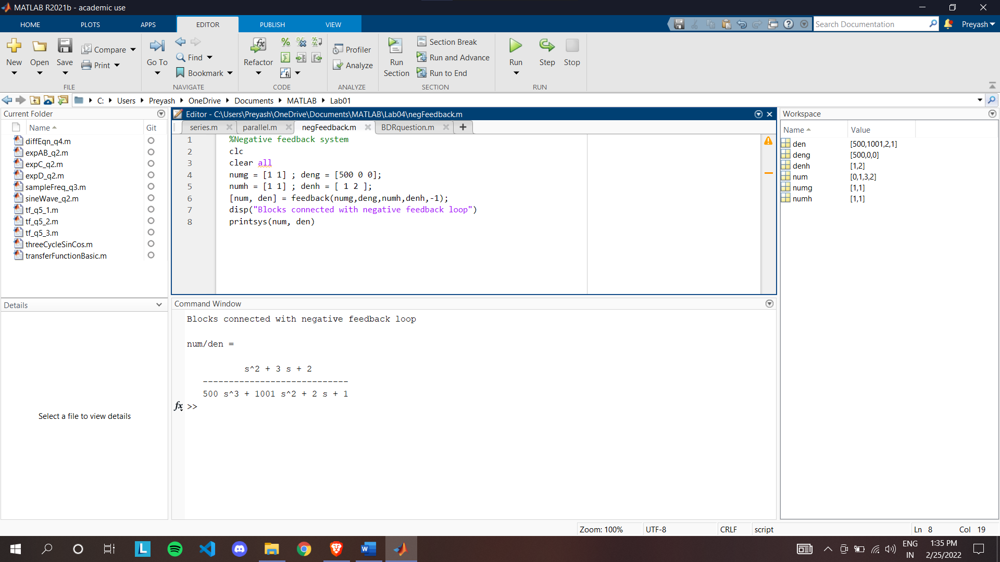 MATLAB R2021b - academic use
HOME PLOTS APPS EDITOR PUBLISH VIEW
Search Documentation
Preyash
New
Open
Save
Compare
Print
FILE
Go To
Find
Bookmark
NAVIGATE
Refactor
CODE
Profiler
Analyze
ANALYZE
Run Section
Section Break
Run and Advance
Run to End
SECTION
Run
Step
Stop
RUN
C: Users Preyash OneDrive Documents MATLAB Lab01
Current Folder
Name Git
diffEqn_q4.m
expAB_q2.m
expC_q2.m
expD_q2.m
sampleFreq_q3.m
sineWave_q2.m
tf_q5_1.m
tf_q5_2.m
tf_q5_3.m
threeCycleSinCos.m
transferFunctionBasic.m
Details
Select a file to view details
Editor - C:\Users\Preyash\OneDrive\Documents\MATLAB\Lab04\negFeedback.m
series.m parallel.m negFeedback.m BDRquestion.m
1 %Negative feedback system
2 clc
3 clear all
4 numg = [1 1] ; deng = [500 0 0];
5 numh = [1 1] ; denh = [ 1 2 ];
6 [num, den] = feedback(numg,deng,numh,denh,-1);
7 disp("Blocks connected with negative feedback loop")
8 printsys(num, den)
Command Window
Blocks connected with negative feedback loop
num/den =
s^2 + 3 s + 2
----------------------------
500 s^3 + 1001 s^2 + 2 s + 1
fx >>
Workspace
Name Value
den [500,1001,2,1]
deng [500,0,0]
denh [1,2]
num [0,1,3,2]
numg [1,1]
numh [1,1]
Zoom: 100% UTF-8 CRLF script Ln 8 Col 19
ENG
IN
1:35 PM
2/25/2022